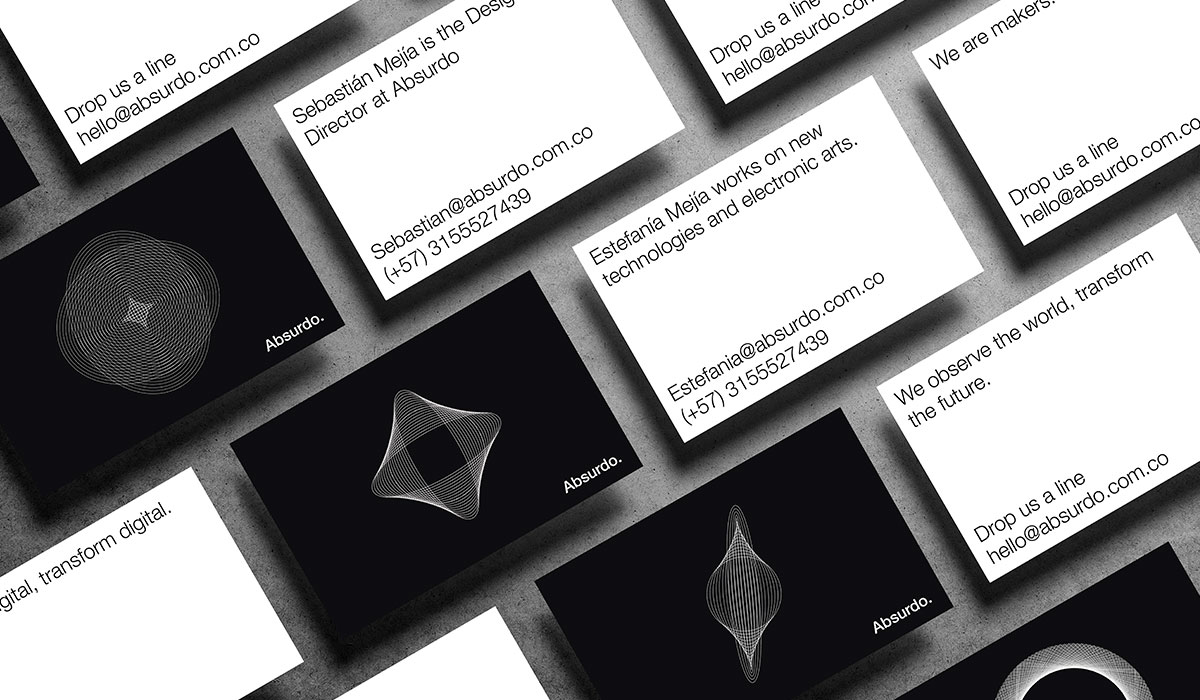 Drop us a line
hello@absurdo.com.co
Sebastián Mejía is the
Director at Absurdo
Sebastian@absurdo.com.co
(+57) 3155527439
Drop us a line
hello@absurdo.com
We are makers.
Drop us a line
hello@absurdo.com.co
Estefanía Mejía works on new
technologies and electronic arts.
Estefania@absurdo.com.co
(+57) 3155527439
We observe the world, transform
the future.
Drop us a line
hello@absurdo.com.co
Absurdo.
Absurdo.
Absurdo.
transform digital.